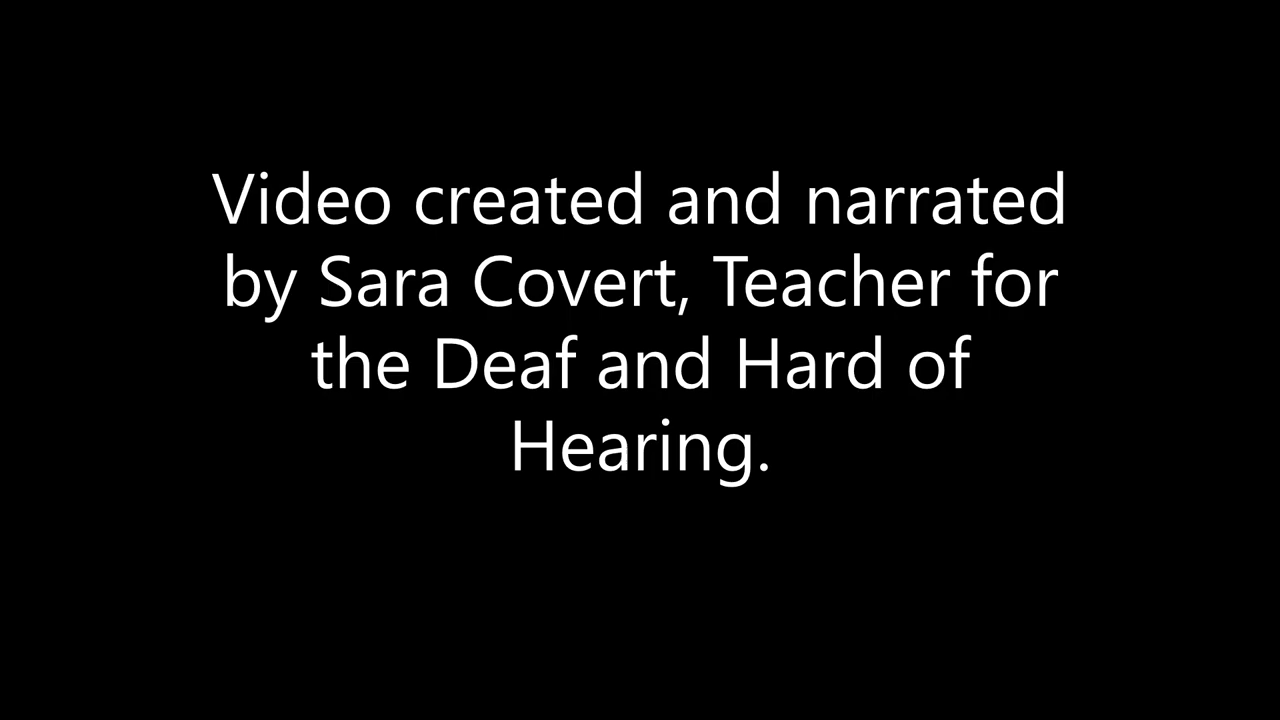 Video created and narrated
by Sara Covert, Teacher for
the Deaf and Hard of
Hearing.